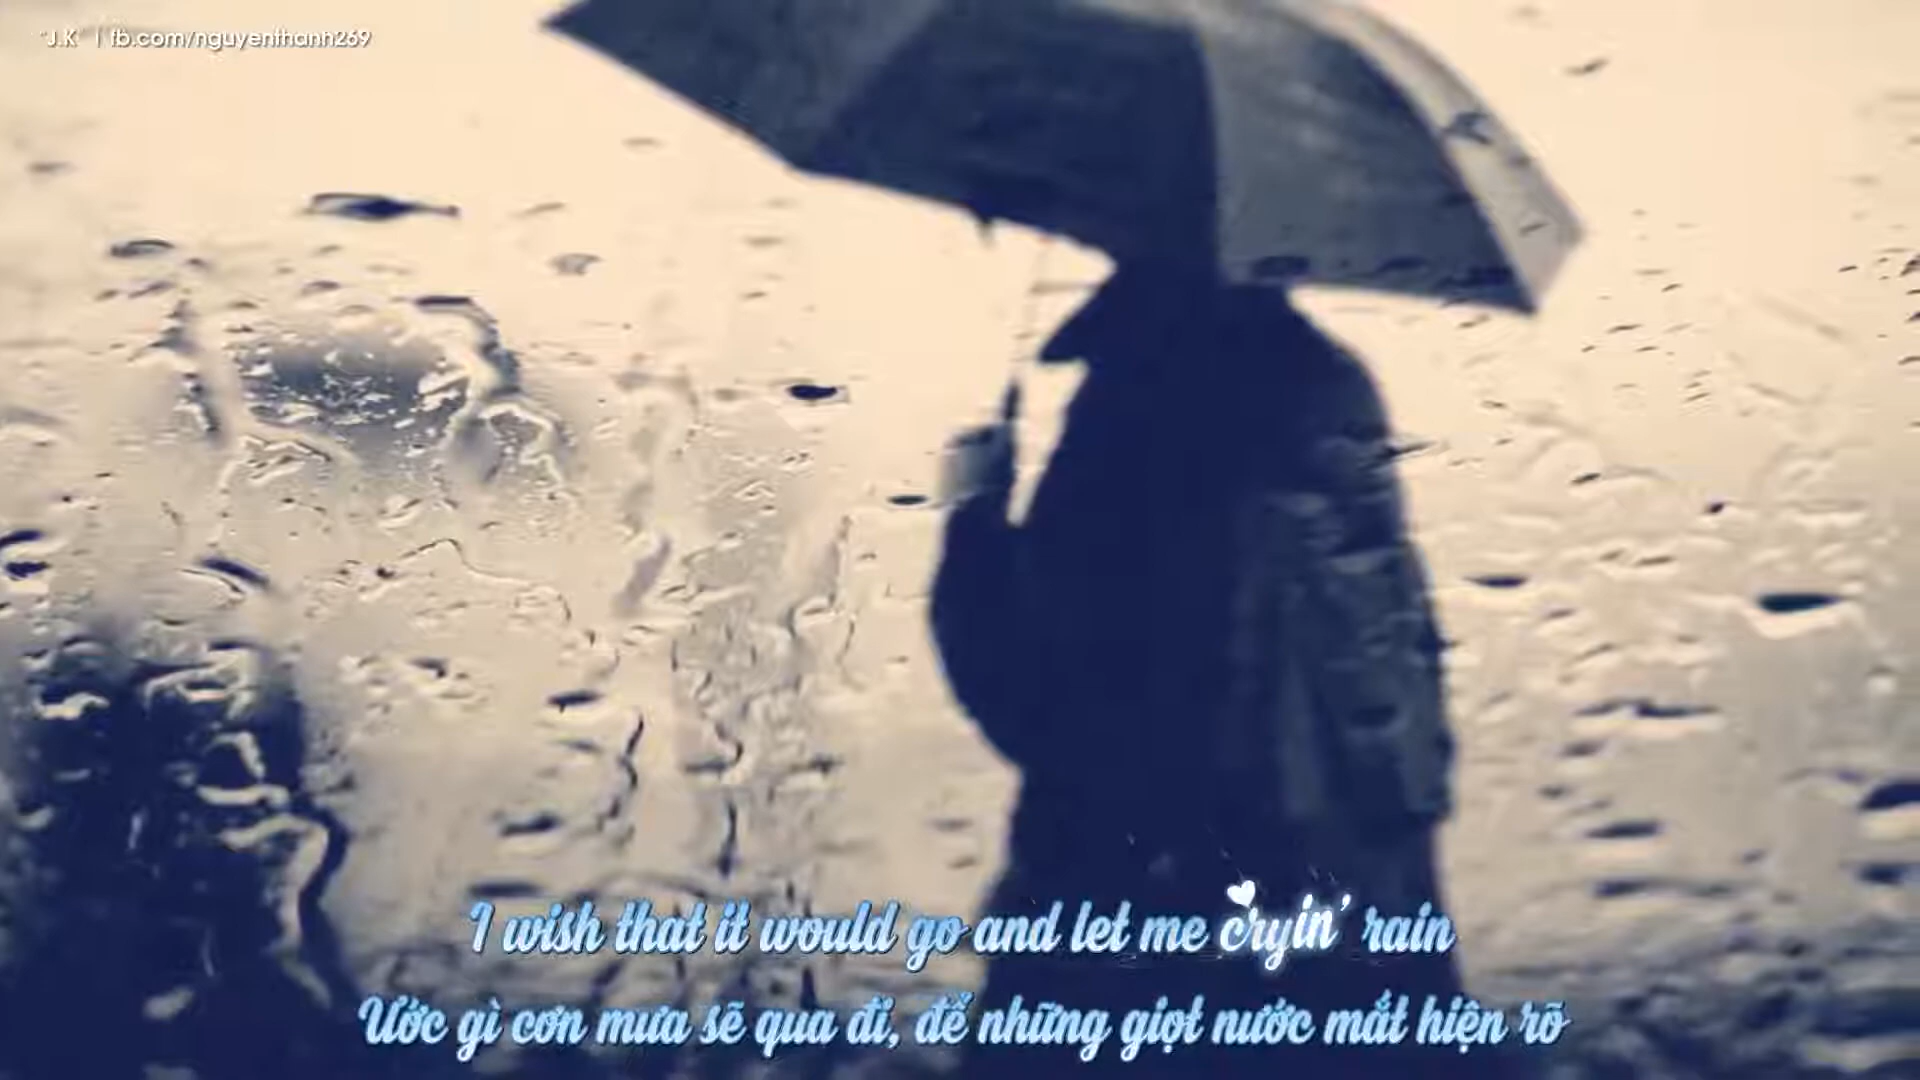 "J.K" | fb.com/nguyenthanh269
I wish that it would go and let me cryin' rain
Ước gì cơn mưa sẽ qua đi, để những giọt nước mắt hiện rõ